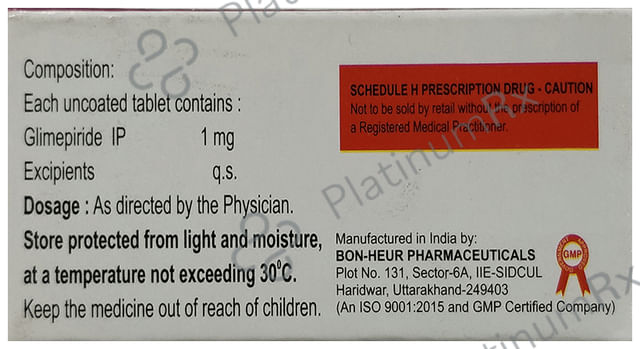 Composition:
Each uncoated tablet contains :
Glimepiride IP 1 mg
Excipients q.s.
Dosage : As directed by the Physician.
Store protected from light and moisture,
at a temperature not exceeding 30⁰C.
Keep the medicine out of reach of children.
SCHEDULE H PRESCRIPTION DRUG - CAUTION
Not to be sold by retail without the prescription of
a Registered Medical Practitioner.
Manufactured in India by:
BON-HEUR PHARMACEUTICALS
Plot No. 131, Sector-6A, IIE-SIDCUL
Haridwar, Uttarakhand-249403
(An ISO 9001:2015 and GMP Certified Company)
GMP
PlatinumRx